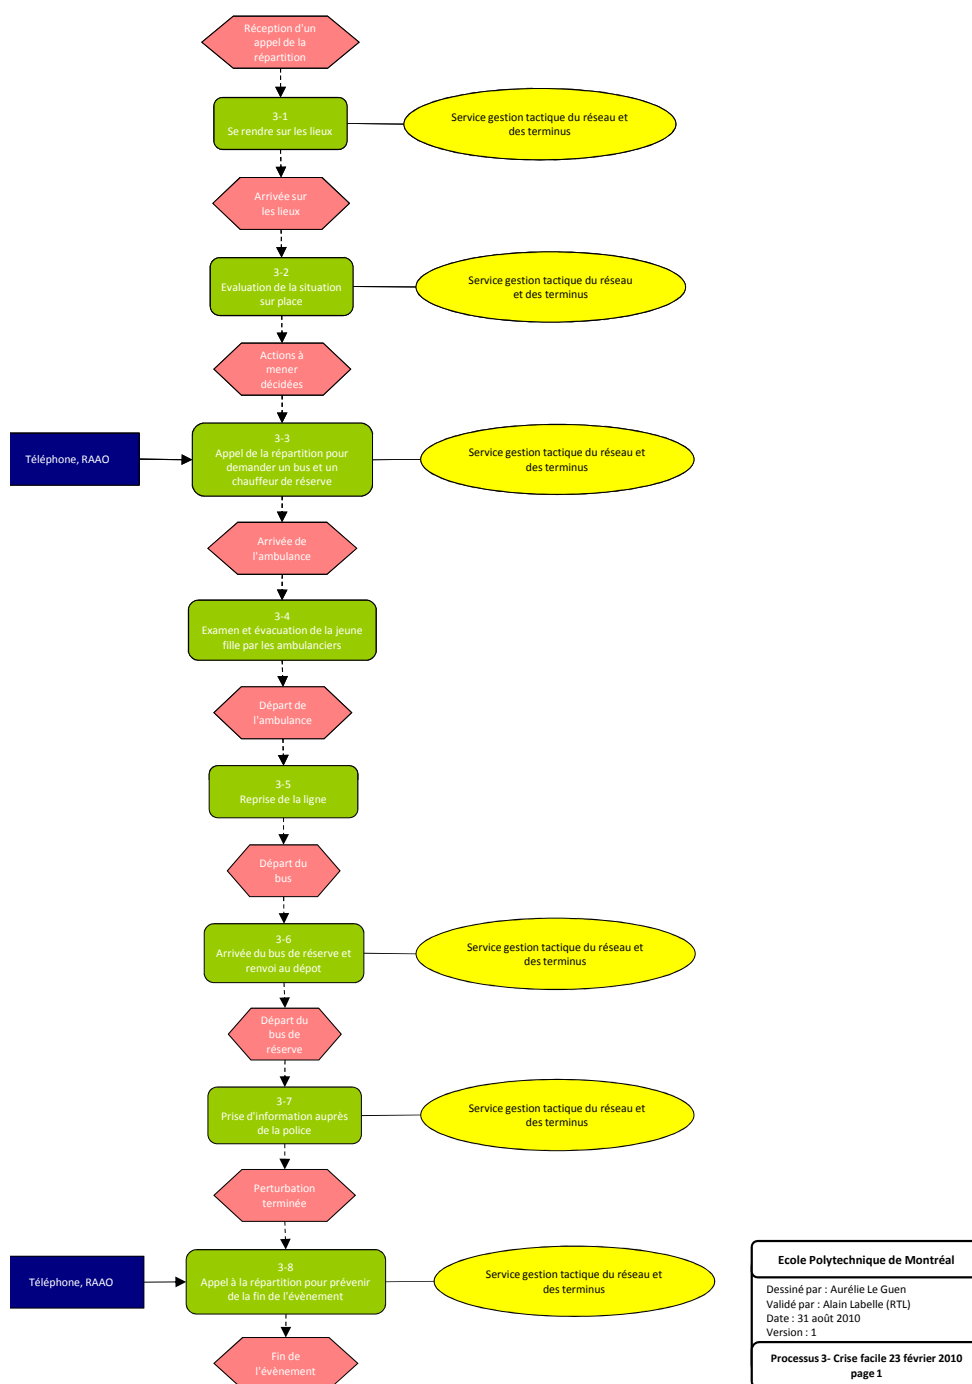 Réception d'un
appel de la
répartition
3-1
Se rendre sur les lieux
Service gestion tactique du réseau et
des terminus
Arrivée sur
les lieux
3-2
Evaluation de la situation
sur place
Service gestion tactique du réseau
et des terminus
Actions à
mener
décidées
Téléphone, RAAO
3-3
Appel de la répartition pour
demander un bus et un
chauffeur de réserve
Service gestion tactique du réseau et
des terminus
Arrivée de
l'ambulance
3-4
Examen et évacuation de la jeune
fille par les ambulanciers
Départ de
l'ambulance
3-5
Reprise de la ligne
Départ du
bus
3-6
Arrivée du bus de réserve et
renvoi au dépot
Service gestion tactique du réseau et
des terminus
Départ du
bus de
réserve
3-7
Prise d'information auprès
de la police
Service gestion tactique du réseau et
des terminus
Perturbation
terminée
Téléphone, RAAO
3-8
Appel à la répartition pour prévenir
de la fin de l'évènement
Service gestion tactique du réseau et
des terminus
Fin de
l'évènement
Ecole Polytechnique de Montréal
Dessiné par : Aurélie Le Guen
Validé par : Alain Labelle (RTL)
Date : 31 août 2010
Version : 1
Processus 3- Crise facile 23 février 2010
page 1